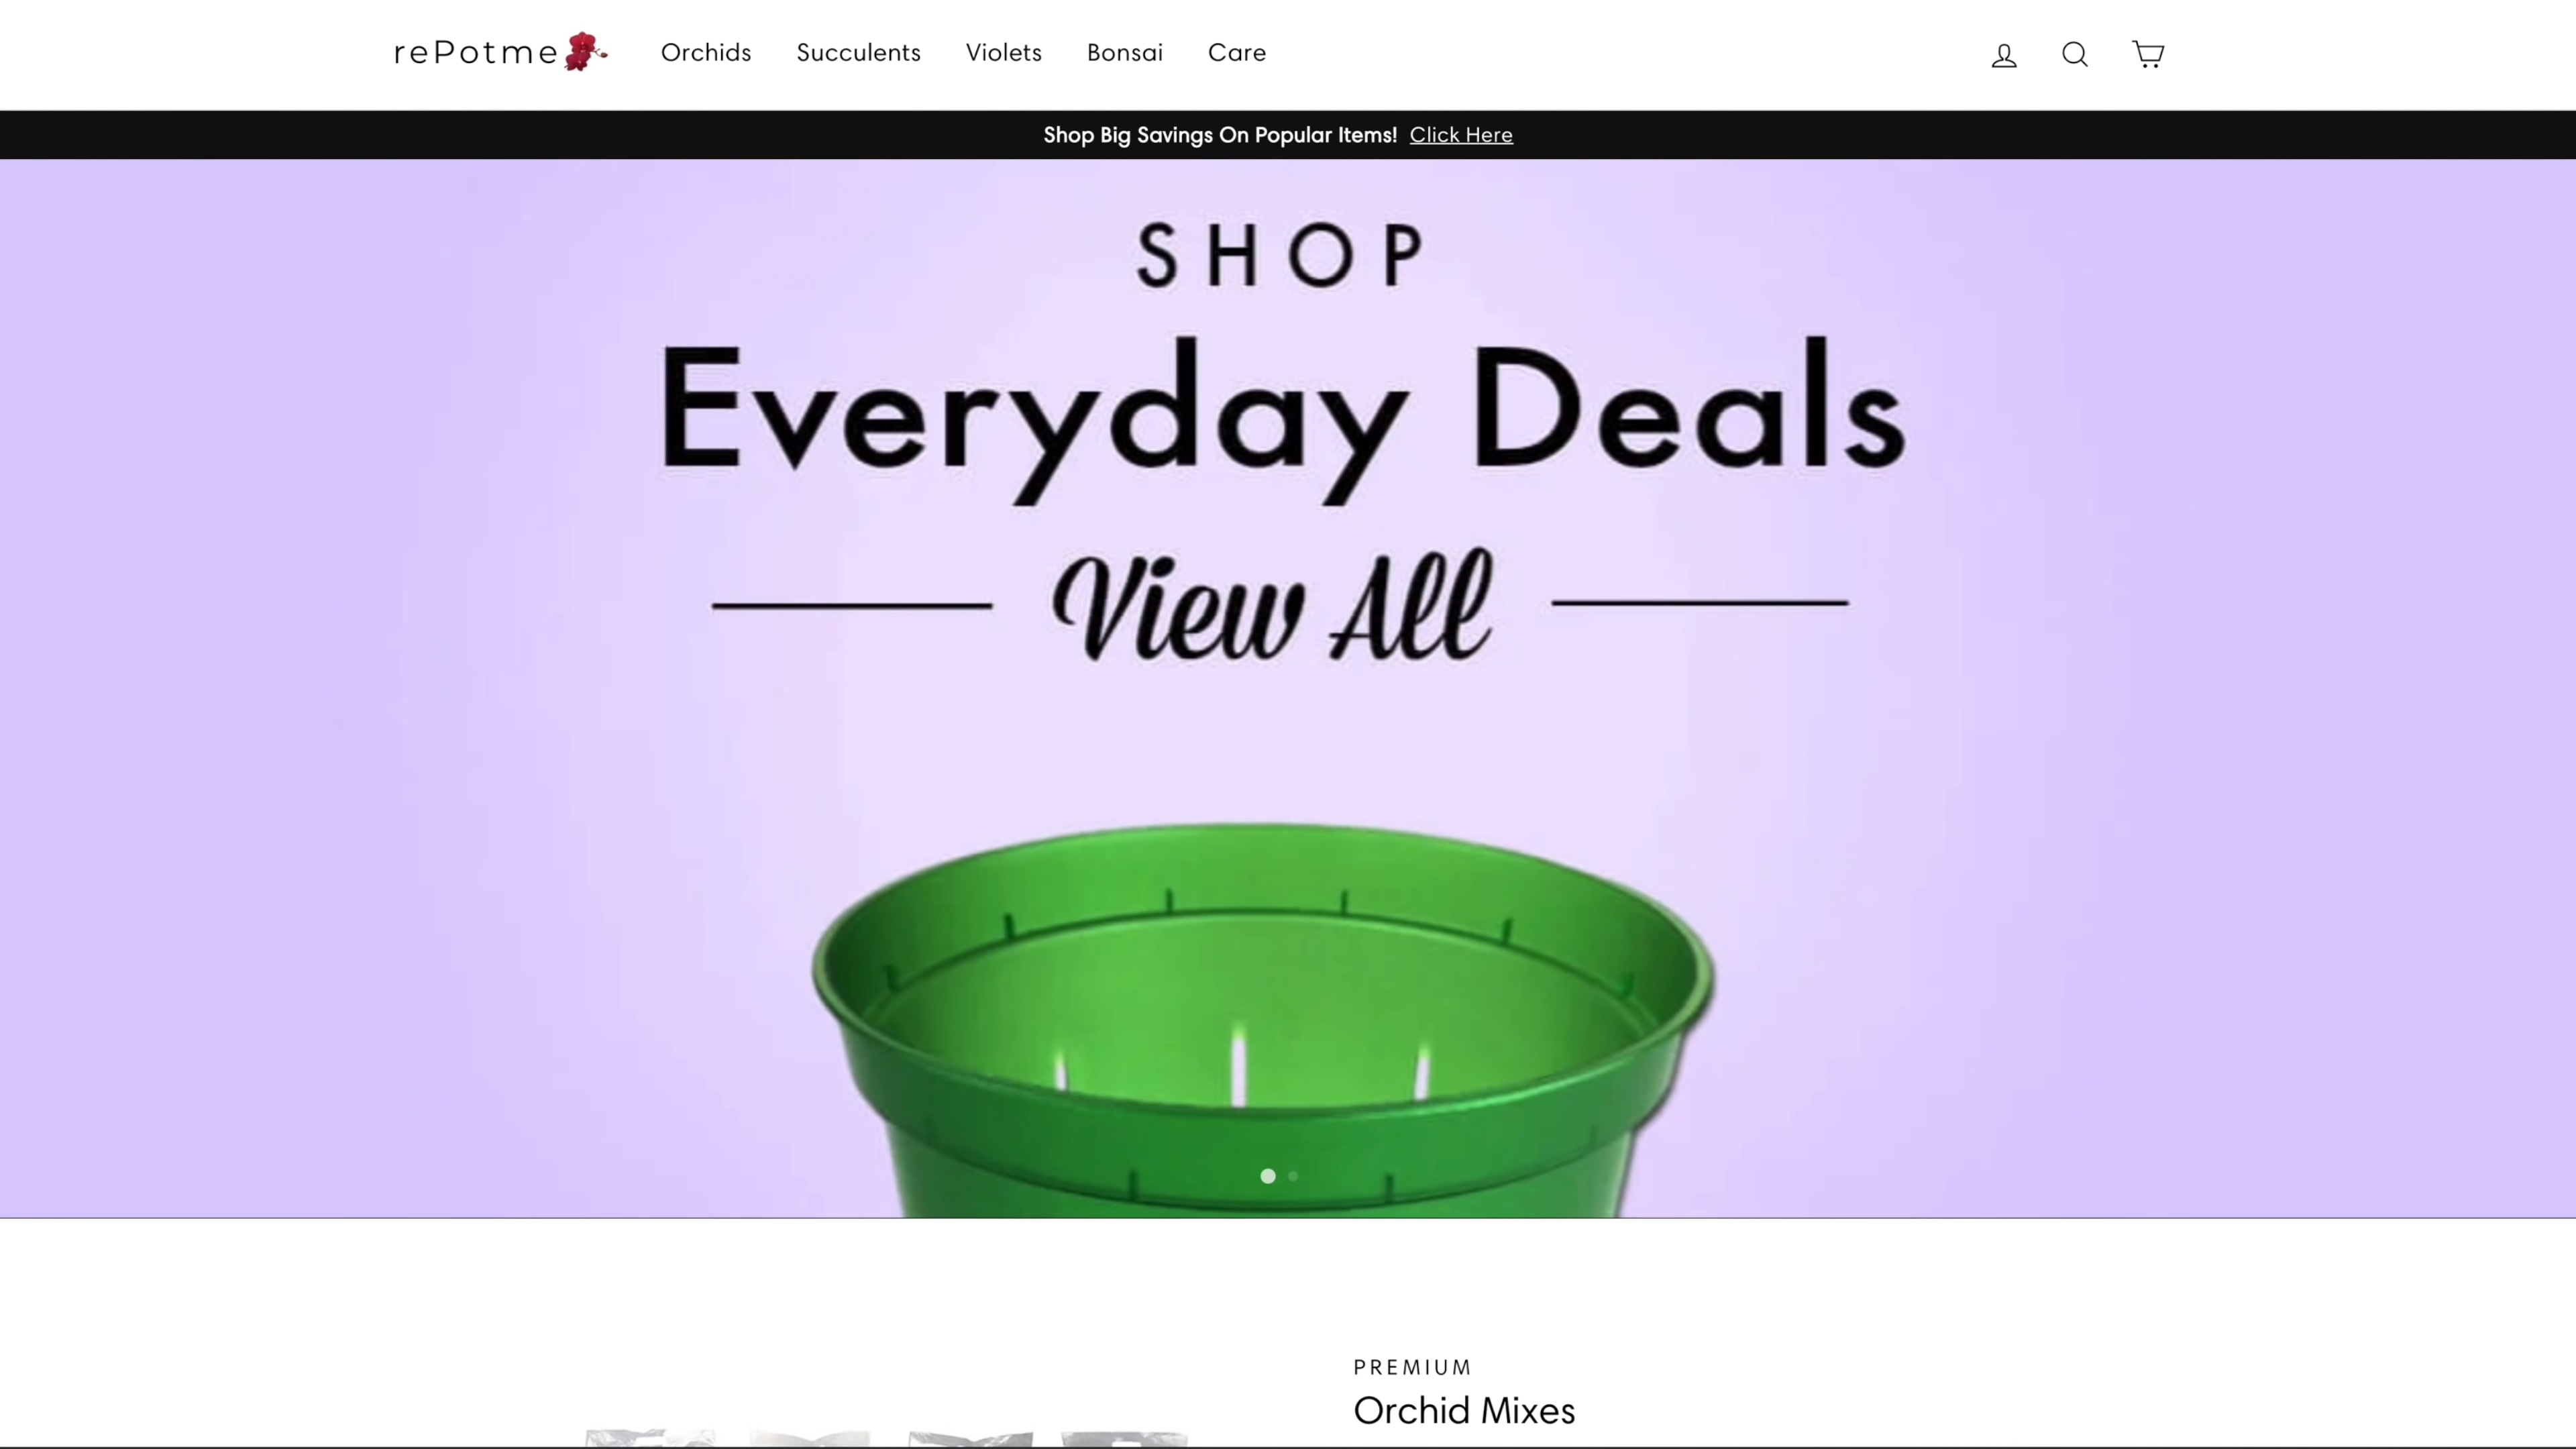 rePotme Orchids Succulents Violets Bonsai Care
Shop Big Savings On Popular Items! Click Here
SHOP
Everyday Deals
View All
PREMIUM
Orchid Mixes